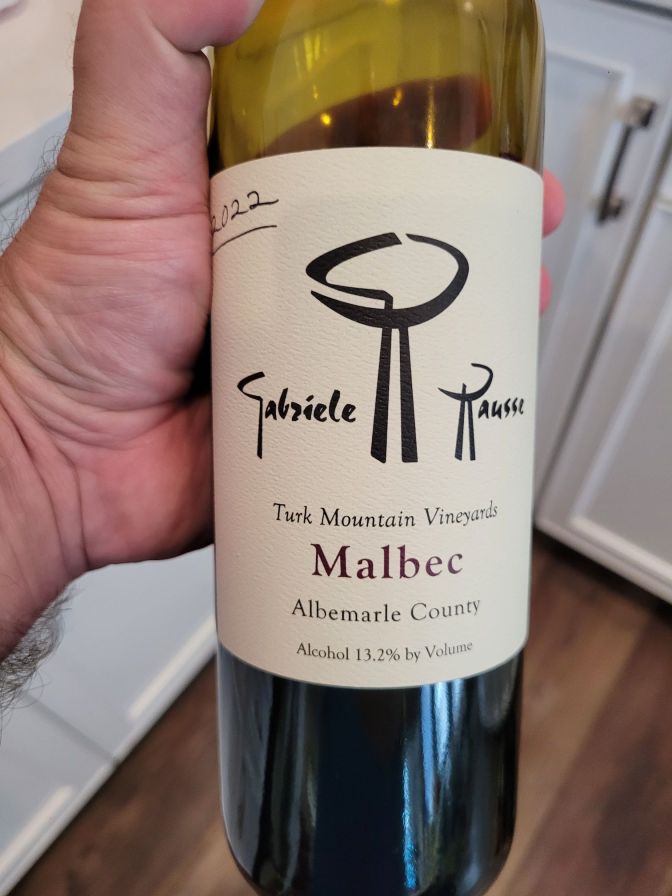 2022
Gabriele Rausse
Turk Mountain Vineyards
Malbec
Albemarle County
Alcohol 13.2% by Volume